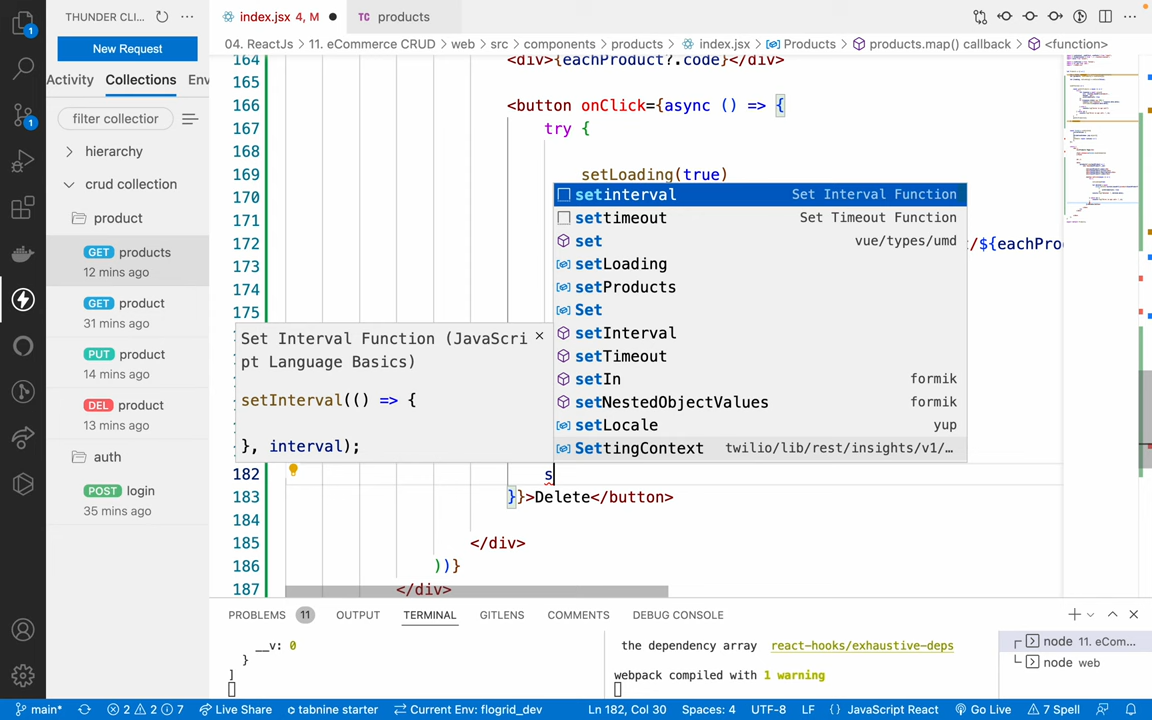 THUNDER CLI... ···
New Request
Activity Collections Env
filter collection
hierarchy
crud collection
product
GET products
12 mins ago
GET product
31 mins ago
PUT product
14 mins ago
DEL product
13 mins ago
auth
POST login
35 mins ago
1
1
index.jsx 4, M
TC products
04. ReactJs > 11. eCommerce CRUD > web > src > components > products > index.jsx > Products > products.map() callback > <function>
164 <div>{eachProduct?.code}</div>
165
166 <button onClick={async () => {
167 try {
168
169 setLoading(true)
170
171
172 /${eachPro
173
174
175
setinterval Set Interval Function
settimeout Set Timeout Function
set vue/types/umd
setLoading
setProducts
Set
setInterval
setTimeout
setIn formik
setNestedObjectValues formik
setLocale yup
SettingContext twilio/lib/rest/insights/v1/...
Set Interval Function (JavaScri
pt Language Basics)
setInterval(() => {
}, interval);
182 s
183 }}>Delete</button>
184
185 </div>
186 ))}
187 </div>
PROBLEMS 11 OUTPUT TERMINAL GITLENS COMMENTS DEBUG CONSOLE
__v: 0
}
]
the dependency array react-hooks/exhaustive-deps
webpack compiled with 1 warning
node 11. eCom...
node web
main* 2 2 7 Live Share tabnine starter Current Env: flogrid_dev Ln 182, Col 30 Spaces: 4 UTF-8 LF {} JavaScript React Go Live 7 Spell